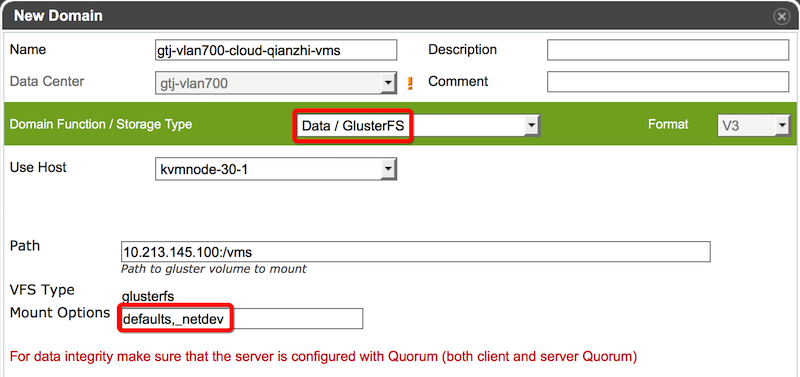 New Domain
Name gtj-vlan700-cloud-qianzhi-vms Description
Data Center gtj-vlan700 ! Comment
Domain Function / Storage Type Data / GlusterFS Format V3
Use Host kvmnode-30-1
Path 10.213.145.100:/vms
Path to gluster volume to mount
VFS Type glusterfs
Mount Options defaults,_netdev
For data integrity make sure that the server is configured with Quorum (both client and server Quorum)